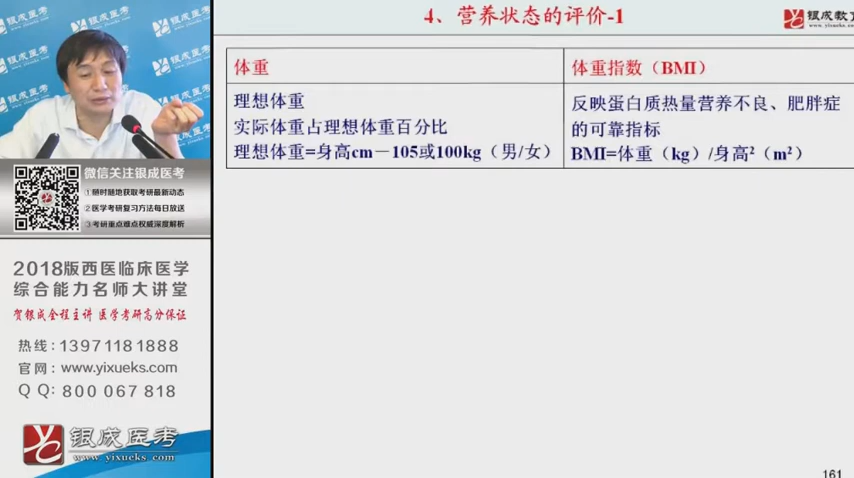 银成医考
4、营养状态的评价-1
银成教育
体重
体重指数（BMI）
理想体重
实际体重占理想体重百分比
理想体重=身高cm－105或100kg（男/女）
反映蛋白质热量营养不良、肥胖症
的可靠指标
BMI=体重（kg）/身高²（m²）
微信关注银成医考
①随时随地获取考研最新动态
②医学考研复习方法每日放送
③考研重点难点权威深度解析
2018版西医临床医学
综合能力名师大讲堂
贺银成全程主讲 医学考研高分保证
热线：13971181888
官网：www.yixueks.com
Q Q：800 067 818
银成医考
www.yixueks.com
161